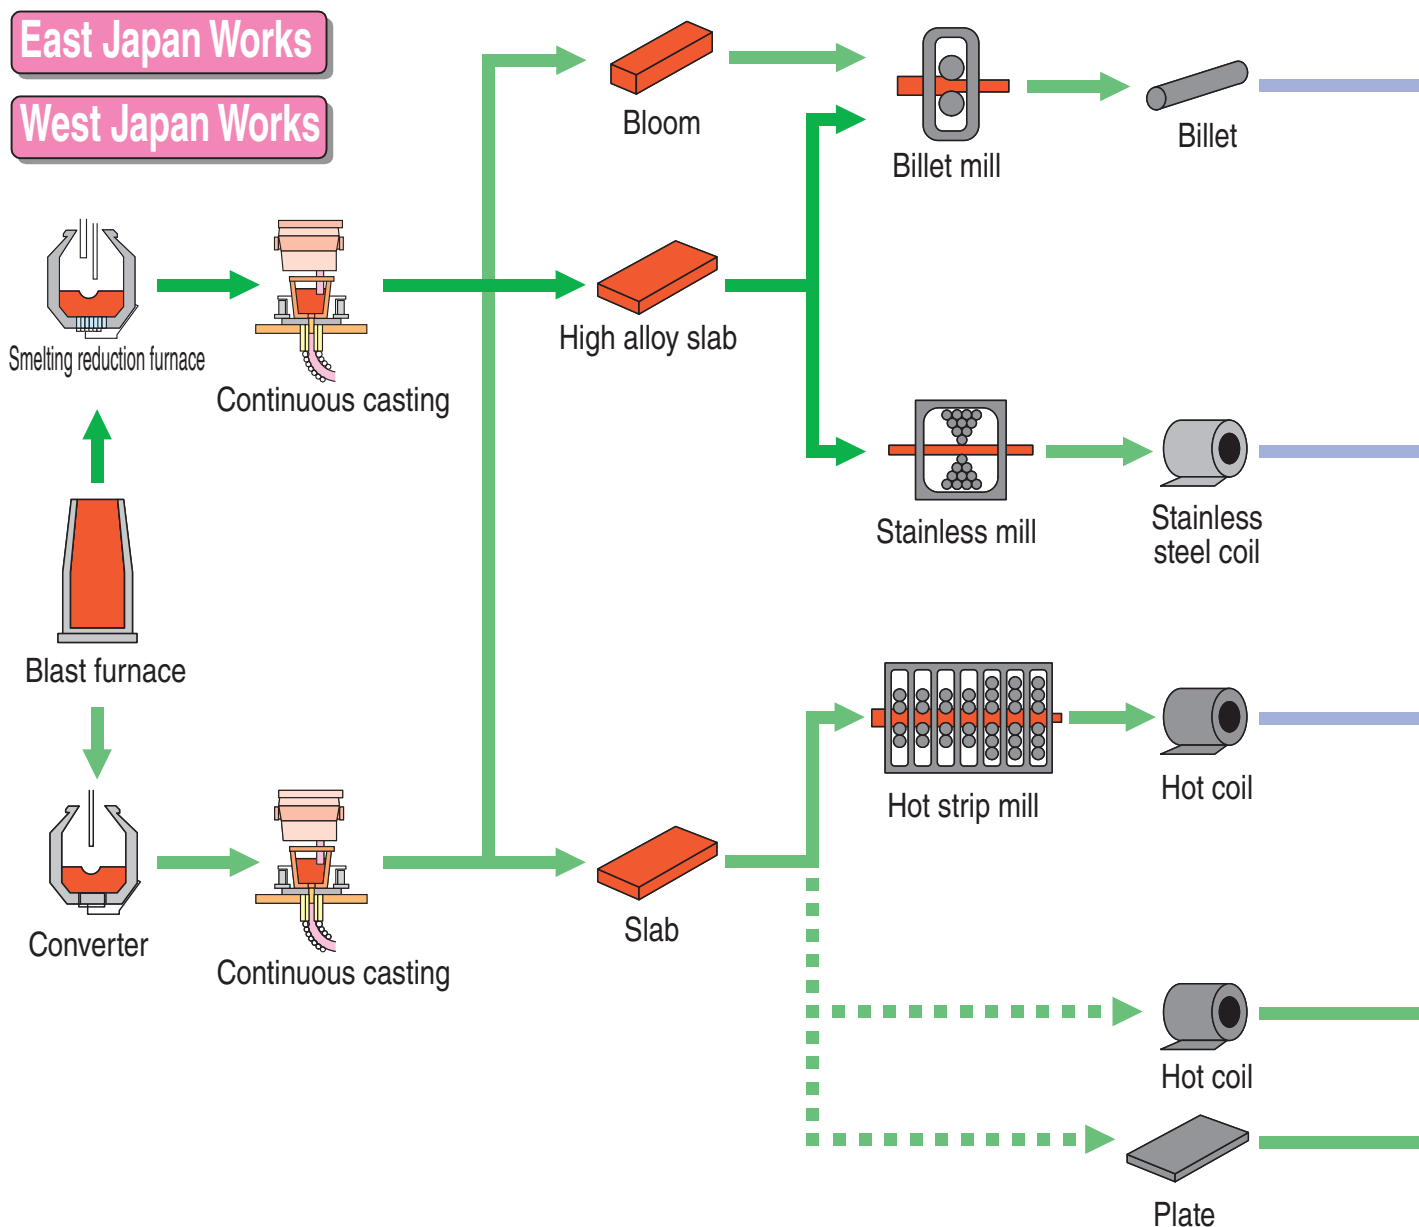 East Japan Works
West Japan Works
Bloom
Billet mill
Billet
Smelting reduction furnace
Continuous casting
High alloy slab
Stainless mill
Stainless
steel coil
Blast furnace
Hot strip mill
Hot coil
Converter
Continuous casting
Slab
Hot coil
Plate